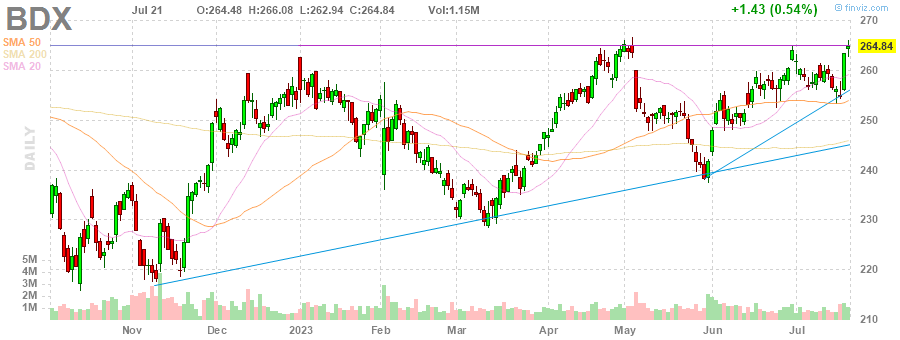 BDX
Jul 21 O:264.48 H:266.08 L:262.94 C:264.84 Vol:1.15M +1.43 (0.54%)
© finviz.com
SMA 50
SMA 200
SMA 20
DAILY
270
264.84
260
250
240
230
220
210
5M
4M
3M
2M
1M
Nov Dec 2023 Feb Mar Apr May Jun Jul